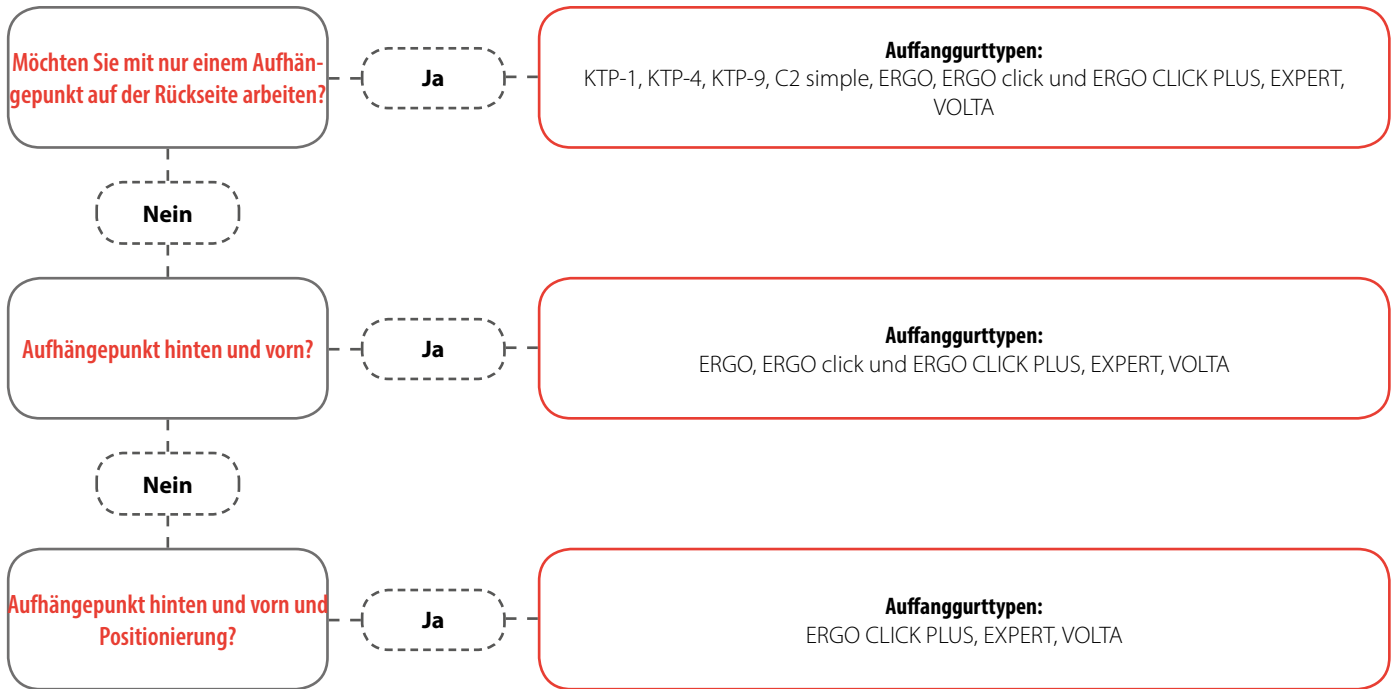 Möchten Sie mit nur einem Aufhän-
gepunkt auf der Rückseite arbeiten?
Ja
Auffanggurttypen:
KTP-1, KTP-4, KTP-9, C2 simple, ERGO, ERGO click und ERGO CLICK PLUS, EXPERT,
VOLTA
Nein
Aufhängepunkt hinten und vorn?
Ja
Auffanggurttypen:
ERGO, ERGO click und ERGO CLICK PLUS, EXPERT, VOLTA
Nein
Aufhängepunkt hinten und vorn und
Positionierung?
Ja
Auffanggurttypen:
ERGO CLICK PLUS, EXPERT, VOLTA